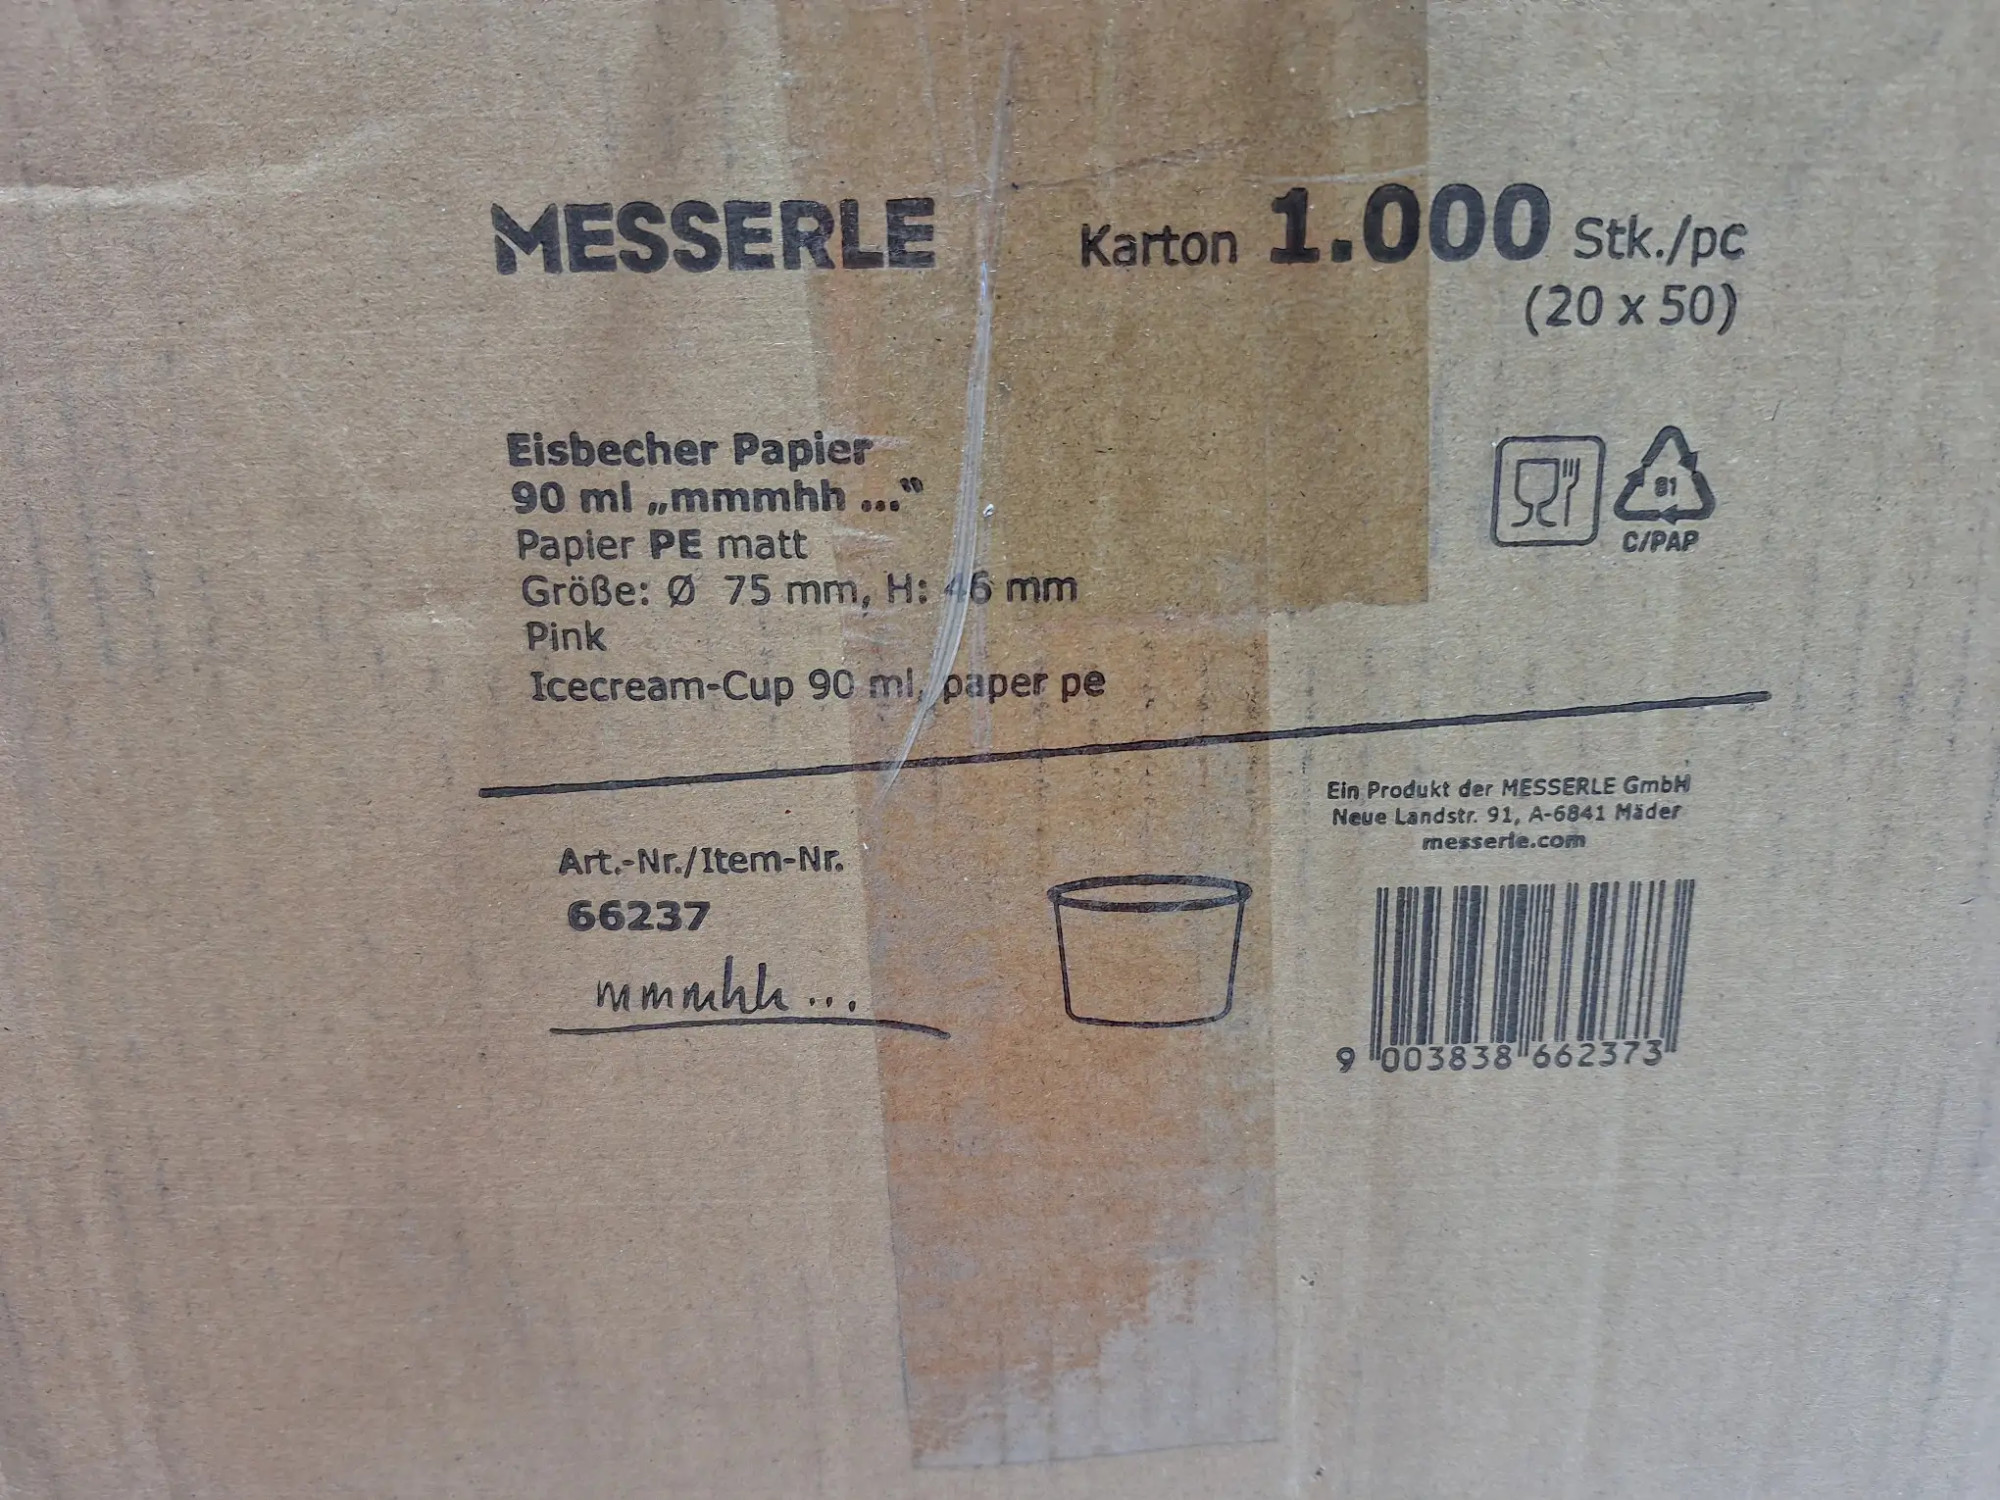 MESSERLE
Karton 1.000 Stk./pc
(20 x 50)
Eisbecher Papier
90 ml „mmmhh ..."
Papier PE matt
Größe: Ø 75 mm, H: 46 mm
Pink
Icecream-Cup 90 ml, paper pe
81
C/PAP
Ein Produkt der MESSERLE GmbH
Neue Landstr. 91, A-6841 Mäder
messerle.com
Art.-Nr./Item-Nr.
66237
mmmhh ...
9 003838 662373